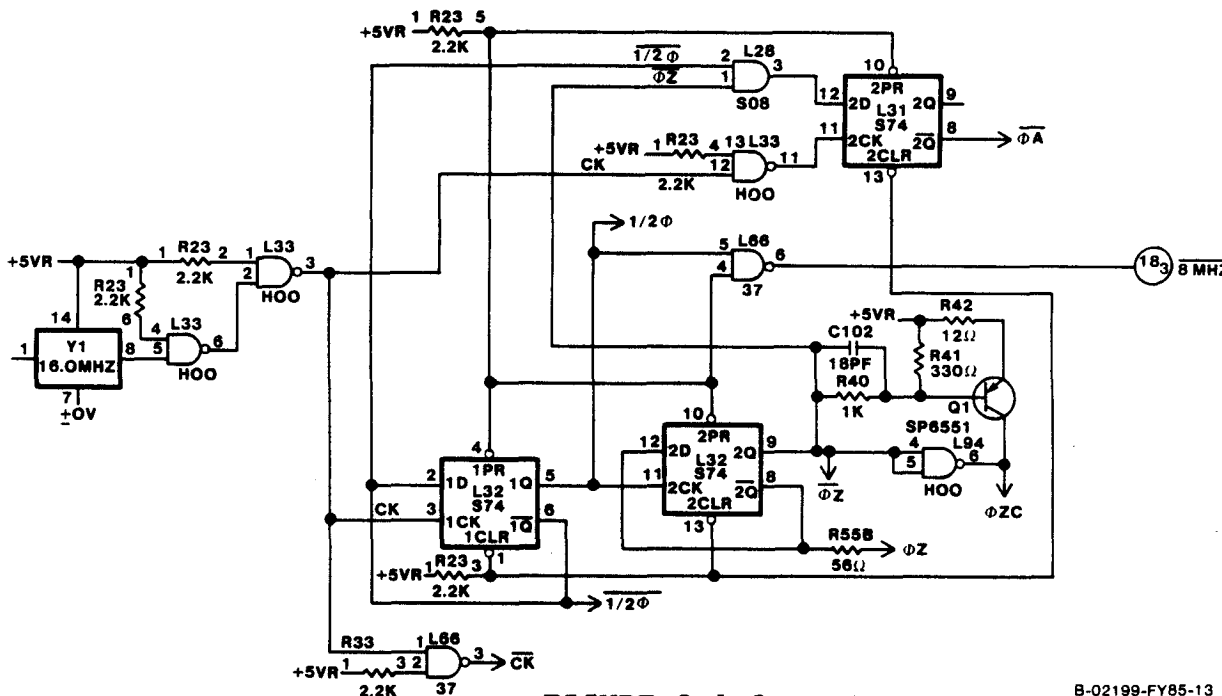 +5VR 1 R23 5
2.2K
1/2Φ
ΦZ
2 L28 3
1
S08
10
2PR
12 2D 2Q 9
L31
S74
11 2CK 2Q 8 ΦA
2CLR
13
+5VR 1 R23 4 13 L33
12 11
CK 2.2K
H00
1/2Φ
5 L66
4 6
37
18 3 8 MHZ
+5VR 1 R23 2 1 L33
2 3
2.2K
H00
1
R23
2.2K
6
14
L33
4
5 6
H00
1 Y1 8
16.0MHZ
7
±0V
+5VR R42
12Ω
C102
18PF
R41
330Ω
R40
1K
Q1
SP6551
4 L94
5 6
H00
ΦZC
10
2PR
12 2D 2Q 9
L32
S74
11 2CK 2Q 8
2CLR
13
ΦZ
R55B ΦZ
56Ω
4
1PR
2 1D 1Q 5
L32
S74
CK 3 1CK 1Q 6
1CLR
1
+5VR 1 R23 3
2.2K
1/2Φ
R33 1 L66
2 3 CK
37
+5VR 1 3
2.2K
B-02199-FY85-13